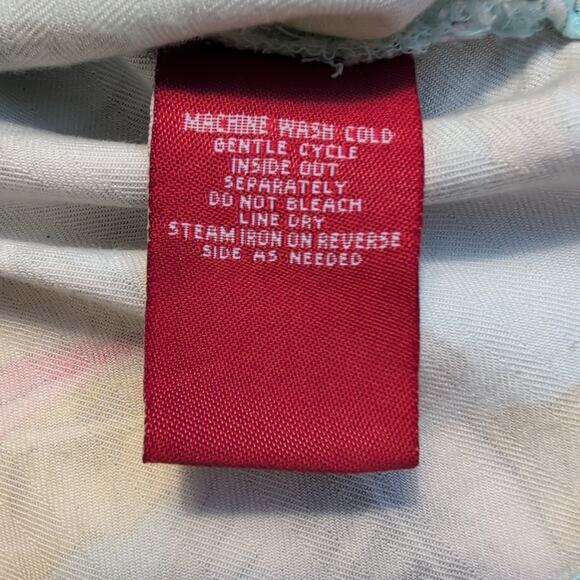 MACHINE WASH COLD
GENTLE CYCLE
INSIDE OUT
SEPARATELY
DO NOT BLEACH
LINE DRY
STEAM IRON ON REVERSE
SIDE AS NEEDED